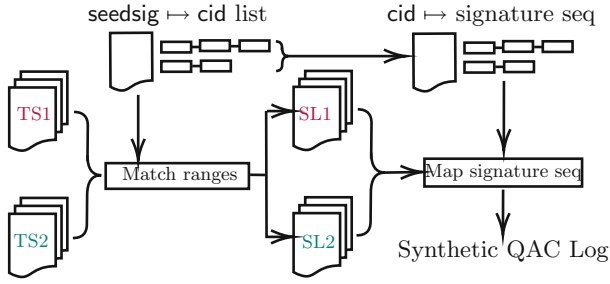 seedsig ↦ cid list
cid ↦ signature seq
TS1
SL1
Match ranges
Map signature seq
TS2
SL2
Synthetic QAC Log